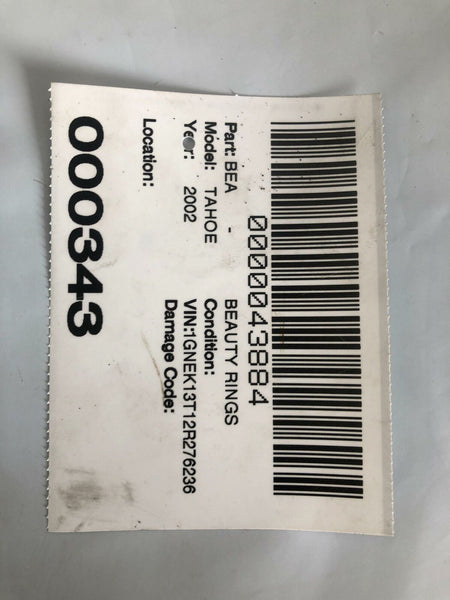 0000043884
Part: BEA - BEAUTY RINGS
Model: TAHOE Condition:
Year: 2002 VIN:1GNEK13T12R276236
Damage Code:
Location:
000343